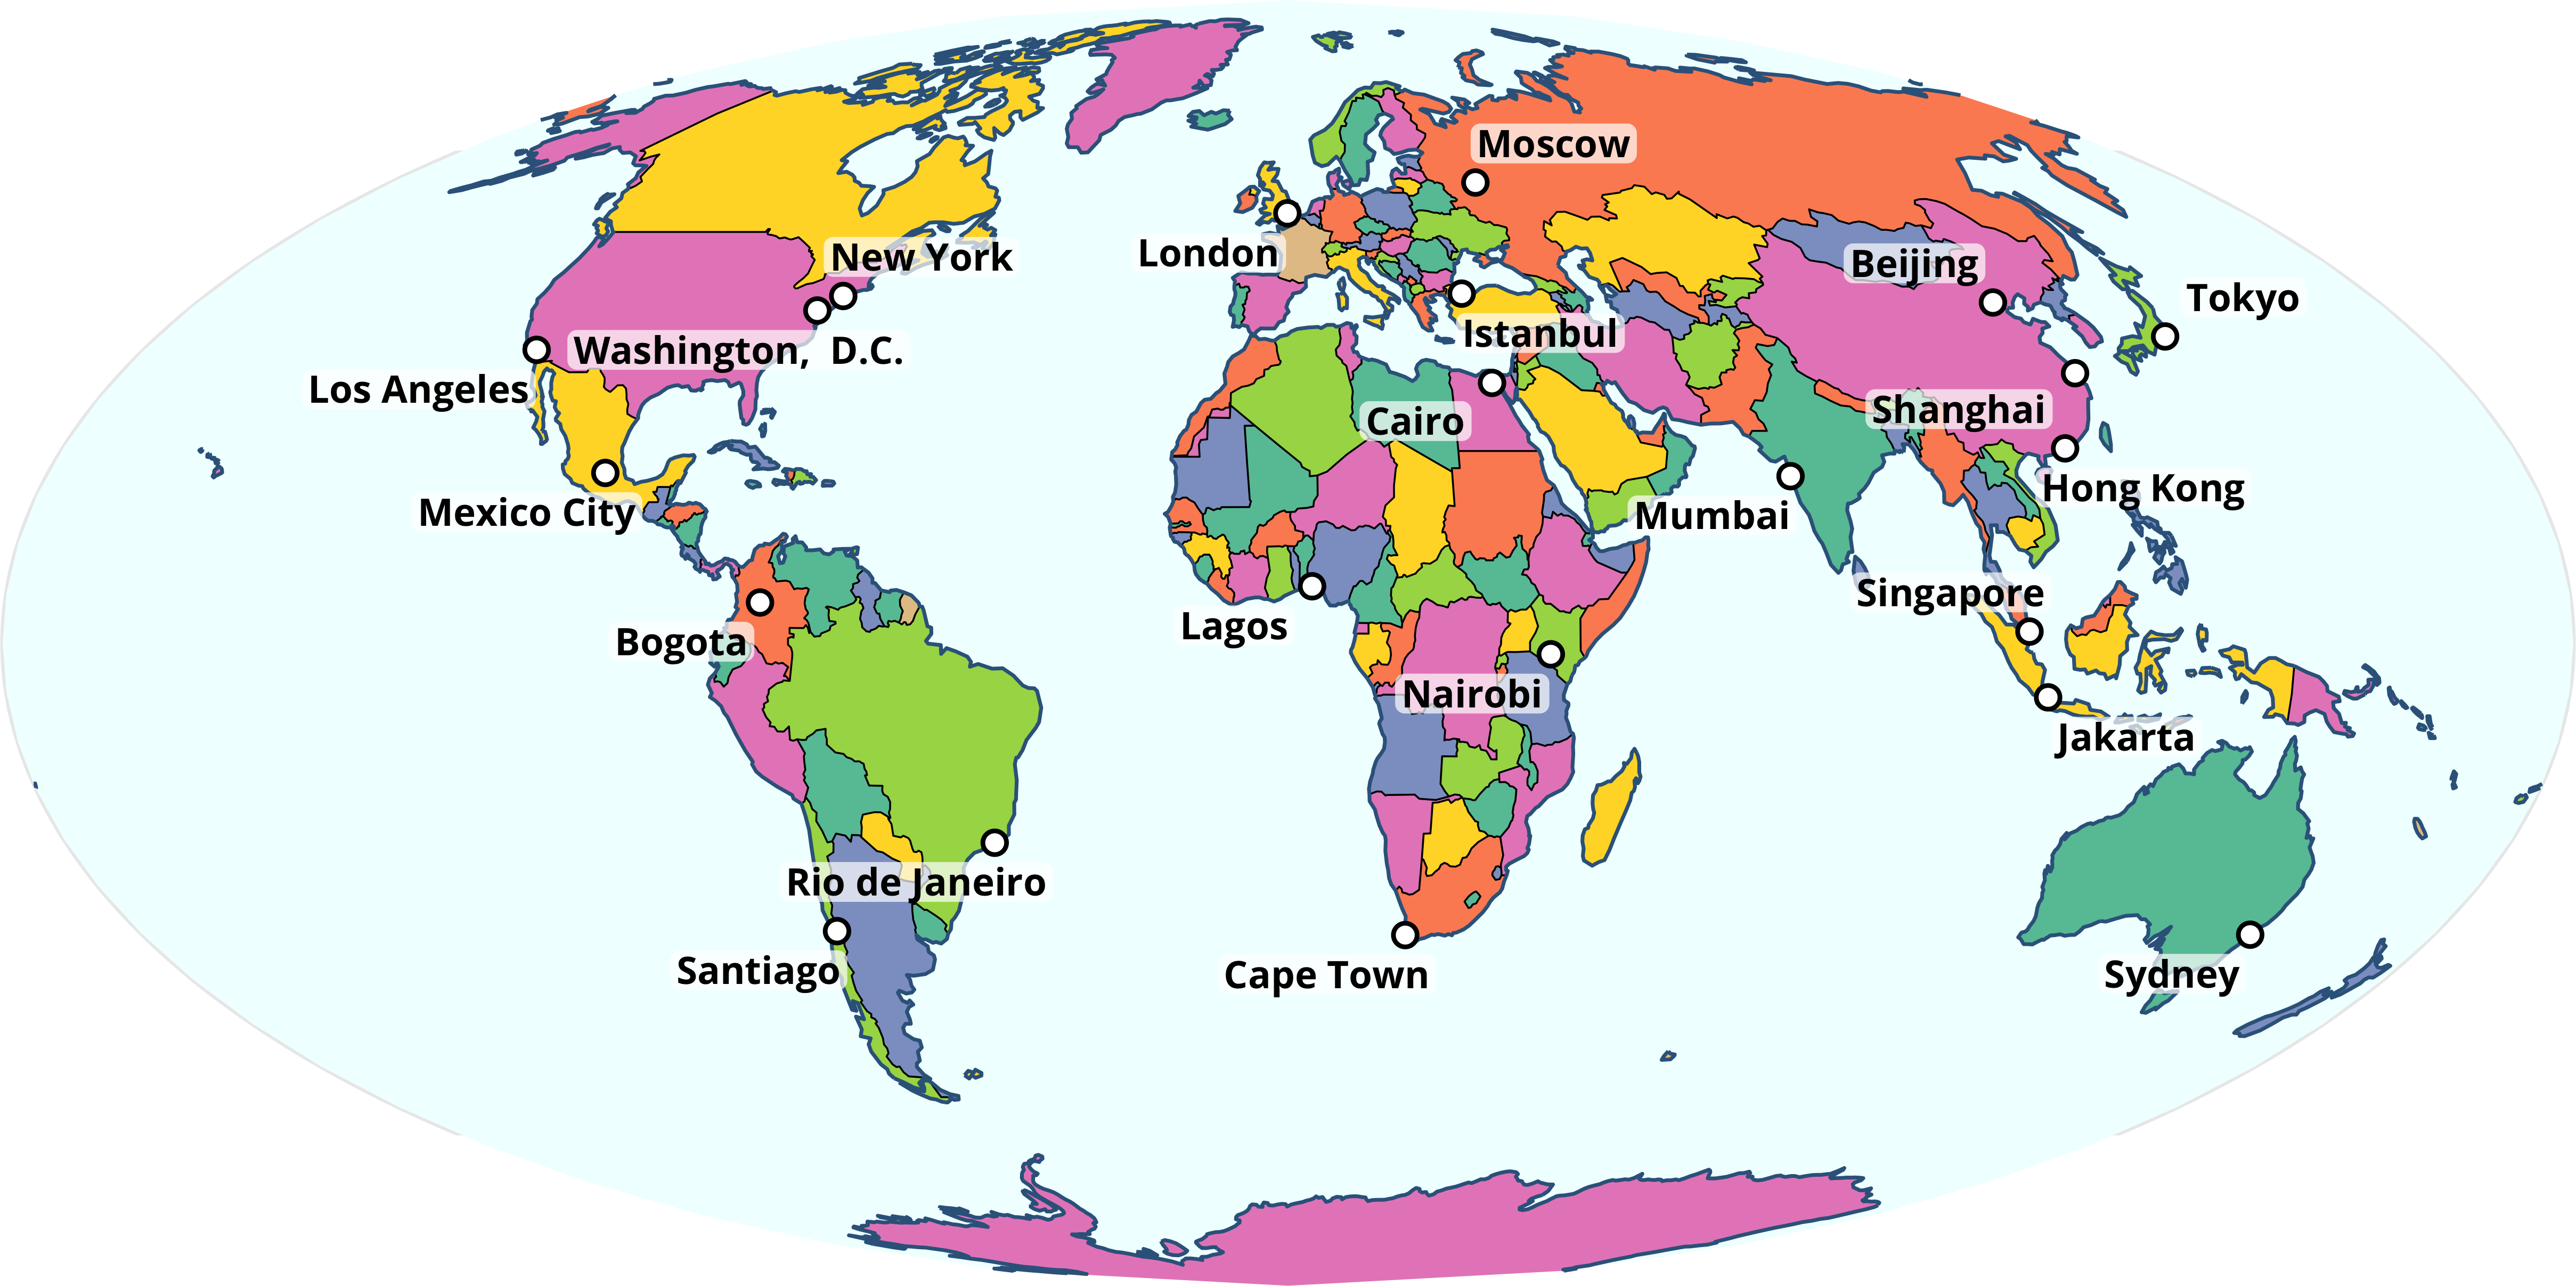 Moscow
New York
London
Beijing
Tokyo
Istanbul
Washington,  D.C.
Los Angeles
Cairo
Shanghai
Hong Kong
Mexico City
Mumbai
Singapore
Lagos
Bogota
Nairobi
Jakarta
Rio de Janeiro
Santiago
Cape Town
Sydney